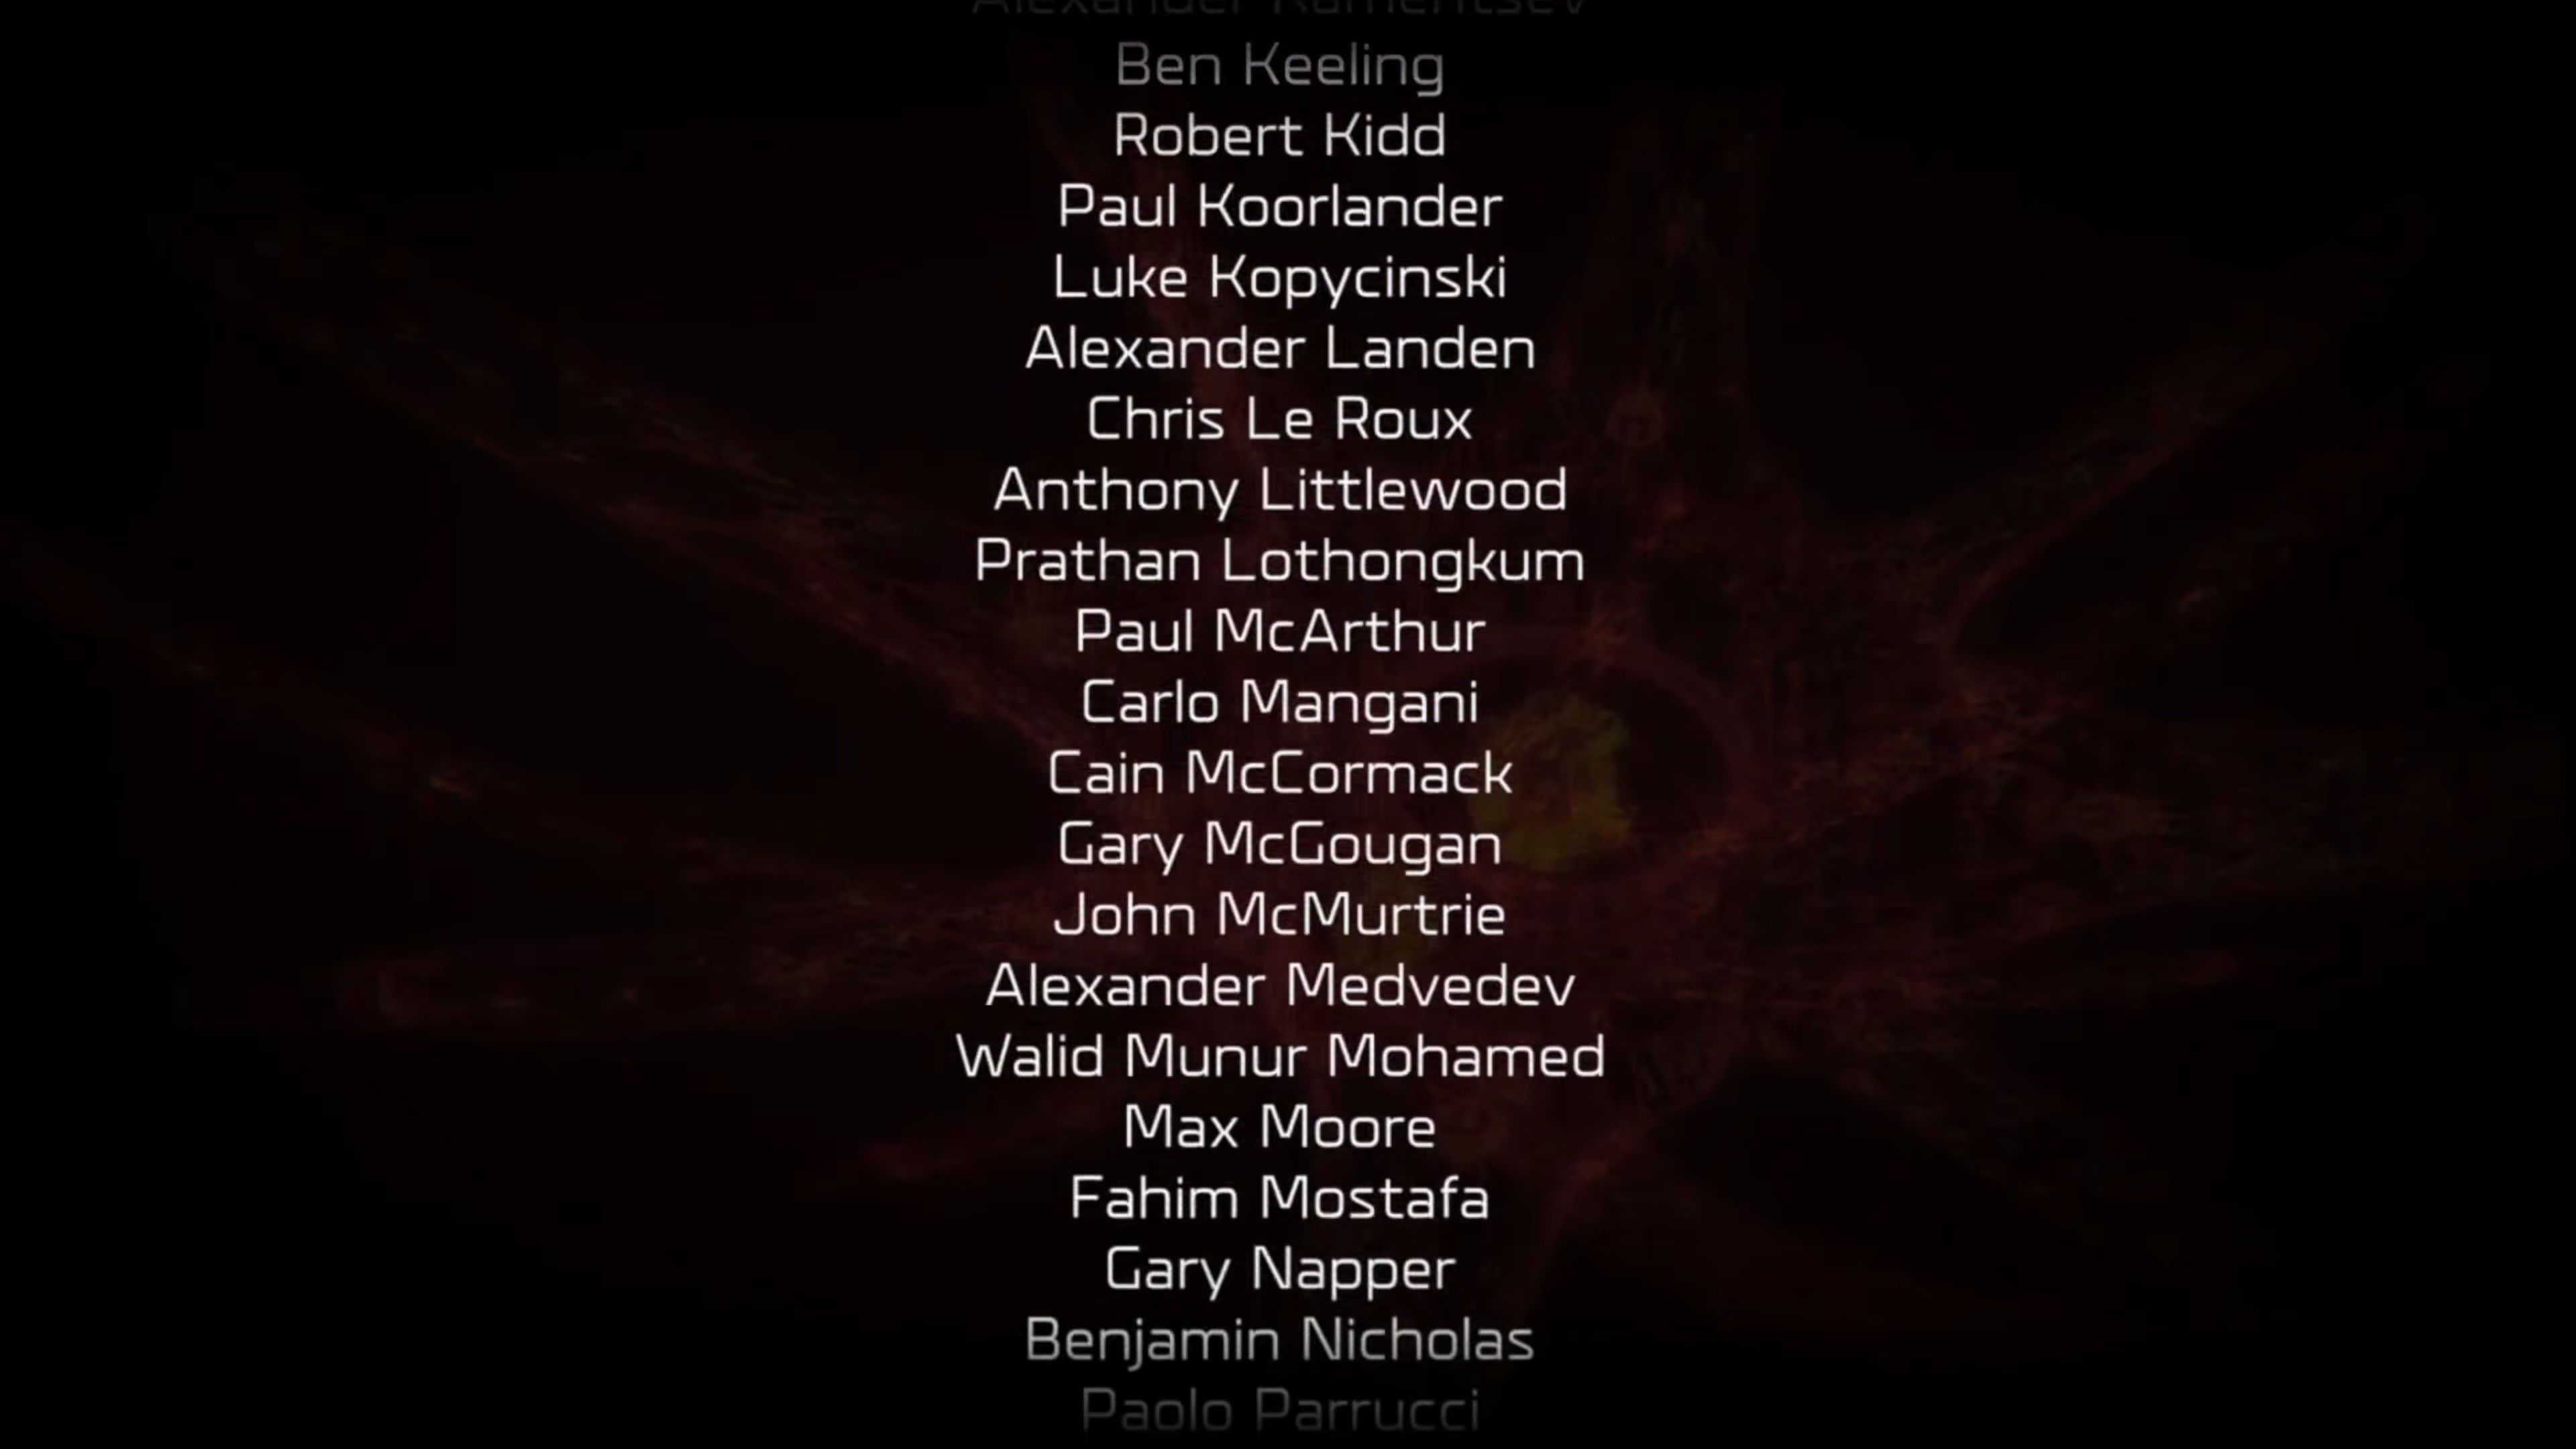 Alexander Kamentsev
Ben Keeling
Robert Kidd
Paul Koorlander
Luke Kopycinski
Alexander Landen
Chris Le Roux
Anthony Littlewood
Prathan Lothongkum
Paul McArthur
Carlo Mangani
Cain McCormack
Gary McGougan
John McMurtrie
Alexander Medvedev
Walid Munur Mohamed
Max Moore
Fahim Mostafa
Gary Napper
Benjamin Nicholas
Paolo Parrucci